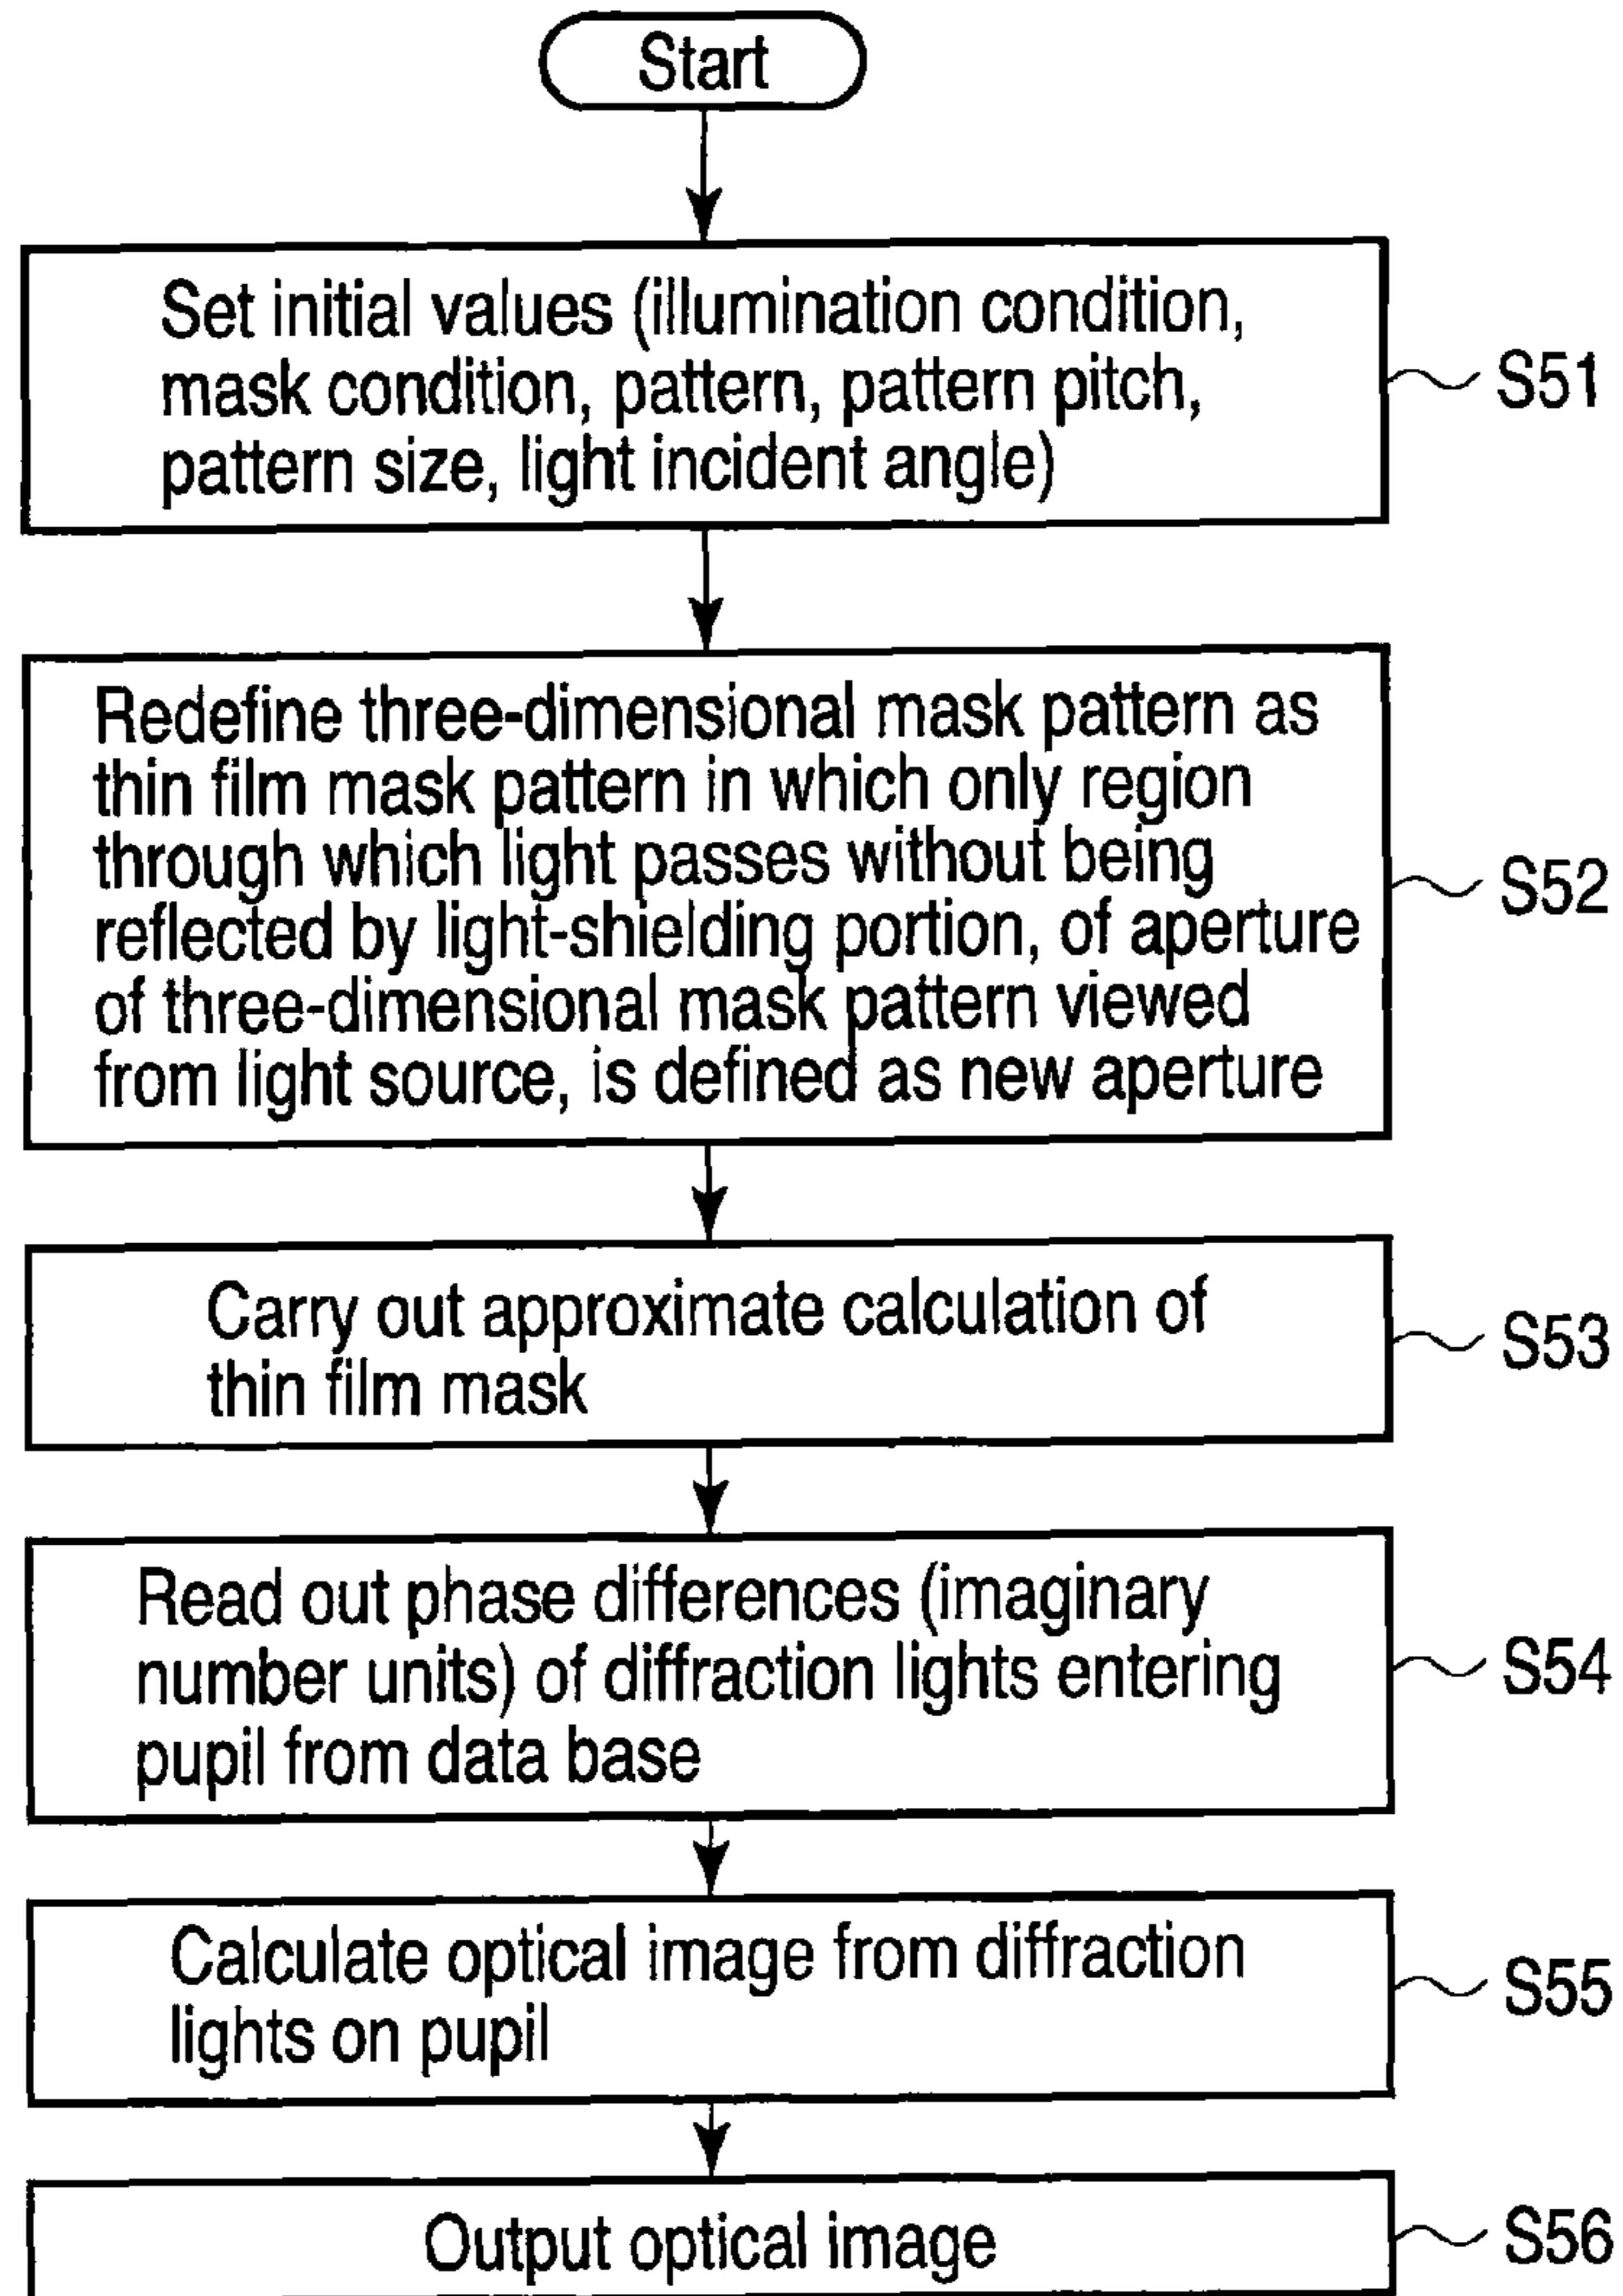 Start
Set initial values (illumination condition,
mask condition, pattern, pattern pitch,
pattern size, light incident angle)
S51
Redefine three-dimensional mask pattern as
thin film mask pattern in which only region
through which light passes without being
reflected by light-shielding portion, of aperture
of three-dimensional mask pattern viewed
from light source, is defined as new aperture
S52
Carry out approximate calculation of
thin film mask
S53
Read out phase differences (imaginary
number units) of diffraction lights entering
pupil from data base
S54
Calculate optical image from diffraction
lights on pupil
S55
Output optical image
S56